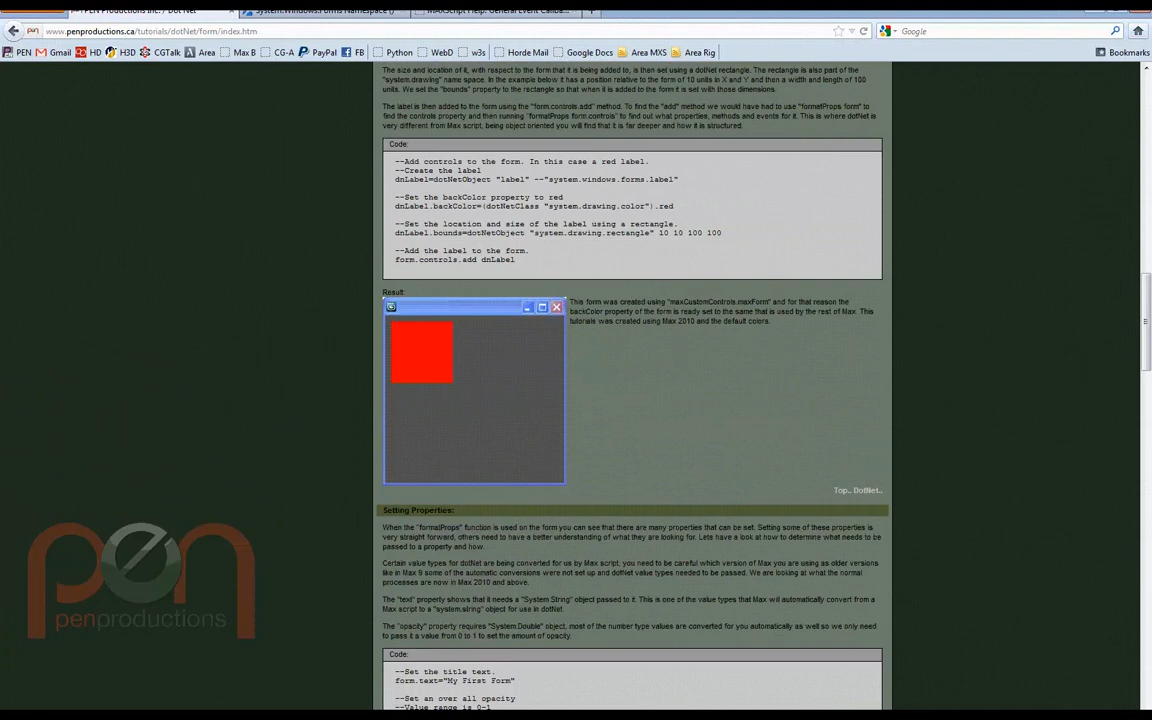 PEN Productions Inc. / Dot Net
System.Windows.Forms Namespace ()
MAXScript Help: General Event Callba...
www.penproductions.ca/tutorials/dotNet/form/index.htm
Google
PEN Gmail HD H3D CGTalk Area Max B CG-A PayPal FB Python WebD w3s Horde Mail Google Docs Area MXS Area Rig
Bookmarks
The size and location of it, with respect to the form that it is being added to, is then set using a dotNet rectangle. The rectangle is also part of the
"system.drawing" name space. In the example below it has a position relative to the form of 10 units in X and Y and then a width and length of 100
units. We set the "bounds" property to the rectangle so that when it is added to the form it is set with those dimensions.
The label is then added to the form using the "form.controls.add" method. To find the "add" method we would have had to use "formatProps form" to
find the controls property and then running "formatProps form.controls" to find out what properties, methods and events for it. This is where dotNet is
very different from Max script, being object oriented you will find that it is far deeper and how it is structured.
Code:
--Add controls to the form. In this case a red label.
--Create the label
dnLabel=dotNetObject "label" --"system.windows.forms.label"
--Set the backColor property to red
dnLabel.backColor=(dotNetClass "system.drawing.color").red
--Set the location and size of the label using a rectangle.
dnLabel.bounds=dotNetObject "system.drawing.rectangle" 10 10 100 100
--Add the label to the form.
form.controls.add dnLabel
Result:
This form was created using "maxCustomControls.maxForm" and for that reason the
backColor property of the form is ready set to the same that is used by the rest of Max. This
tutorials was created using Max 2010 and the default colors.
Top.. DotNet..
Setting Properties:
When the "formatProps" function is used on the form you can see that there are many properties that can be set. Setting some of these properties is
very straight forward, others need to have a better understanding of what they are looking for. Lets have a look at how to determine what needs to be
passed to a property and how.
Certain value types for dotNet are being converted for us by Max script, you need to be careful which version of Max you are using as older versions
like in Max 9 some of the automatic conversions were not set up and dotNet value types needed to be passed. We are looking at what the normal
processes are now in Max 2010 and above.
The "text" property shows that it needs a "System.String" object passed to it. This is one of the value types that Max will automatically convert from a
Max script to a "system.string" object for use in dotNet.
The "opacity" property requires "System.Double" object, most of the number type values are converted for you automatically as well so we only need
to pass it a value from 0 to 1 to set the amount of opacity.
Code:
--Set the title text.
form.text="My First Form"
--Set an over all opacity
--Value range is 0-1
pen
penproductions